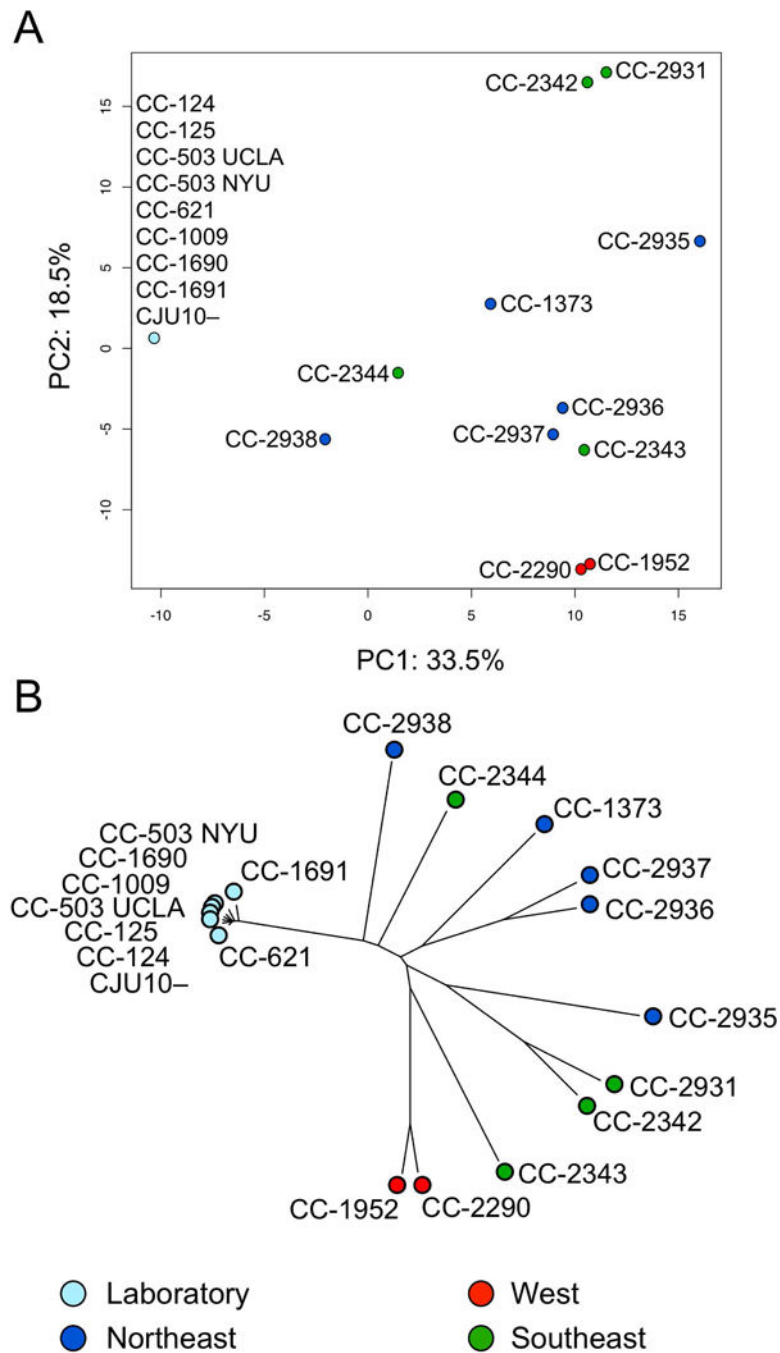 A
CC-124
CC-125
CC-503 UCLA
CC-503 NYU
CC-621
CC-1009
CC-1690
CC-1691
CJU10–
CC-2342
CC-2931
CC-2935
CC-1373
CC-2344
CC-2936
CC-2938
CC-2937
CC-2343
CC-2290
CC-1952
15
10
5
0
-5
-10
PC2: 18.5%
-10 -5 0 5 10 15
PC1: 33.5%
B
CC-2938
CC-2344
CC-1373
CC-503 NYU
CC-1690
CC-1691
CC-1009
CC-503 UCLA
CC-125
CC-124
CC-621
CJU10–
CC-2937
CC-2936
CC-2935
CC-2931
CC-2342
CC-2343
CC-1952
CC-2290
Laboratory
West
Northeast
Southeast